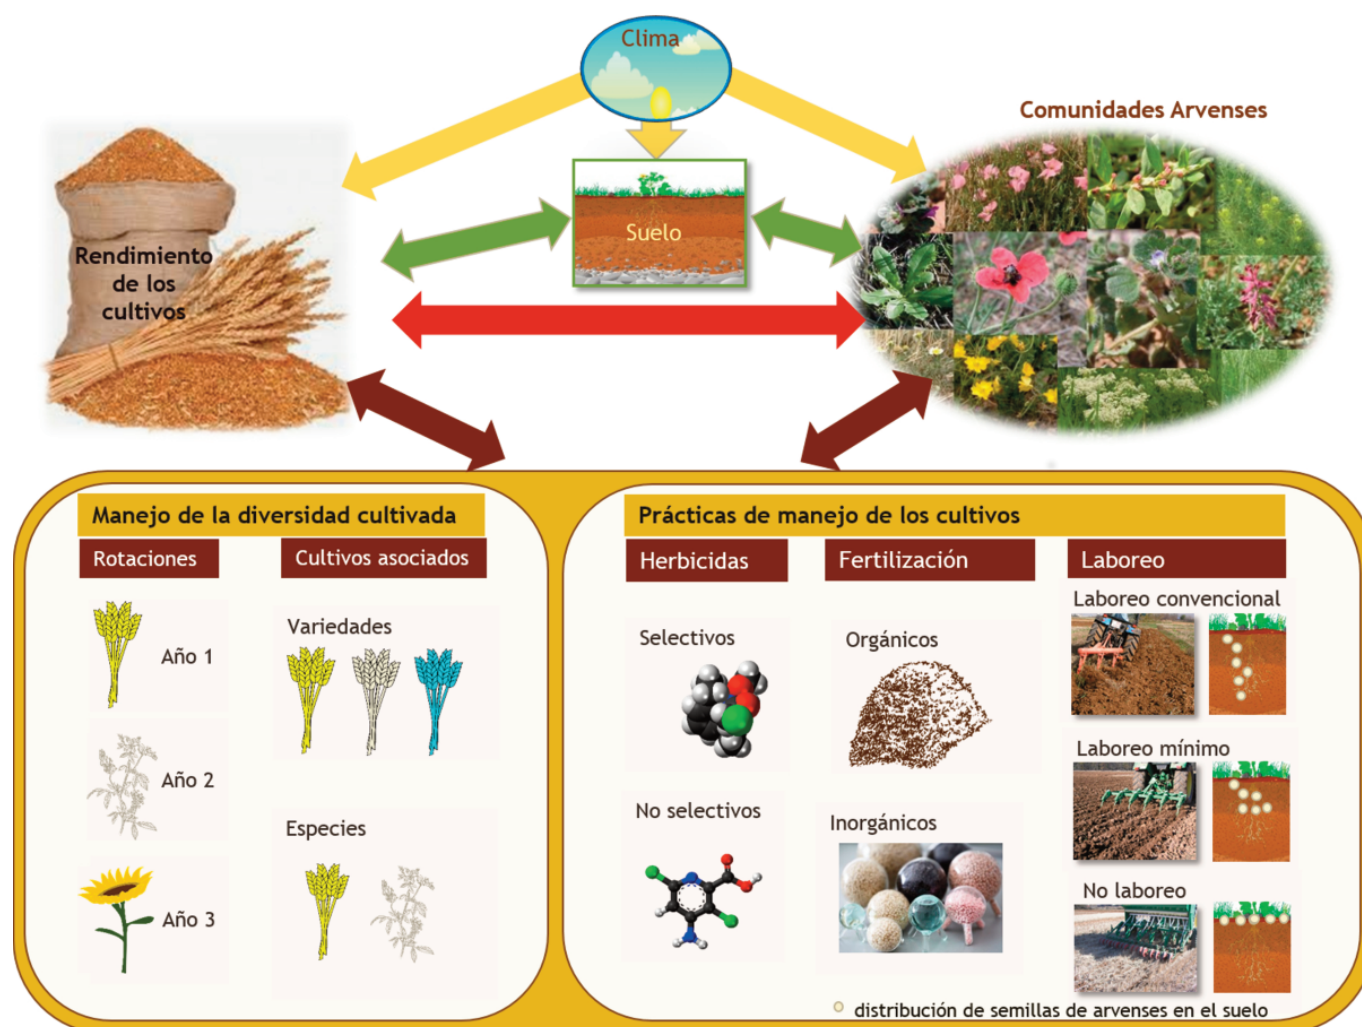 Clima
Comunidades Arvenses
Suelo
Rendimiento
de los
cultivos
Manejo de la diversidad cultivada
Rotaciones
Cultivos asociados
Año 1
Año 2
Año 3
Variedades
Especies
Prácticas de manejo de los cultivos
Herbicidas
Fertilización
Laboreo
Selectivos
No selectivos
Orgánicos
Inorgánicos
Laboreo convencional
Laboreo mínimo
No laboreo
distribución de semillas de arvenses en el suelo